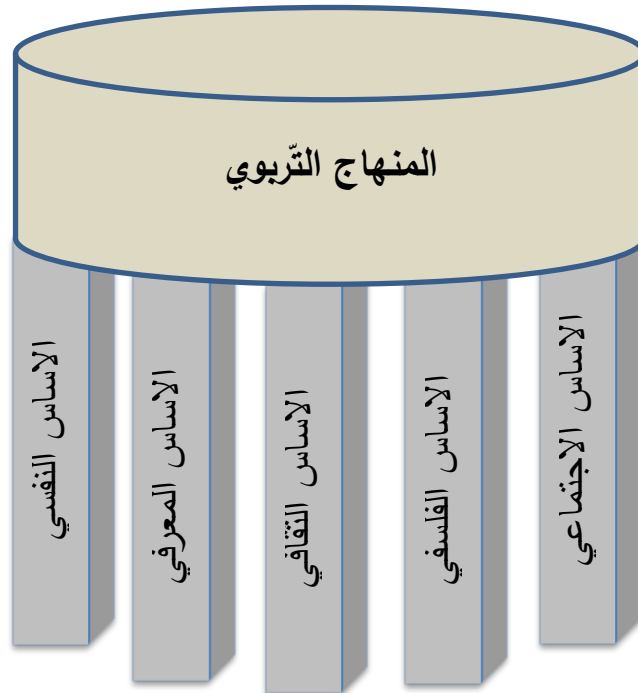 المنهاج التّربوي
الاساس الاجتماعي
الاساس الفلسفي
الاساس الثقافي
الاساس المعرفي
الاساس النفسي